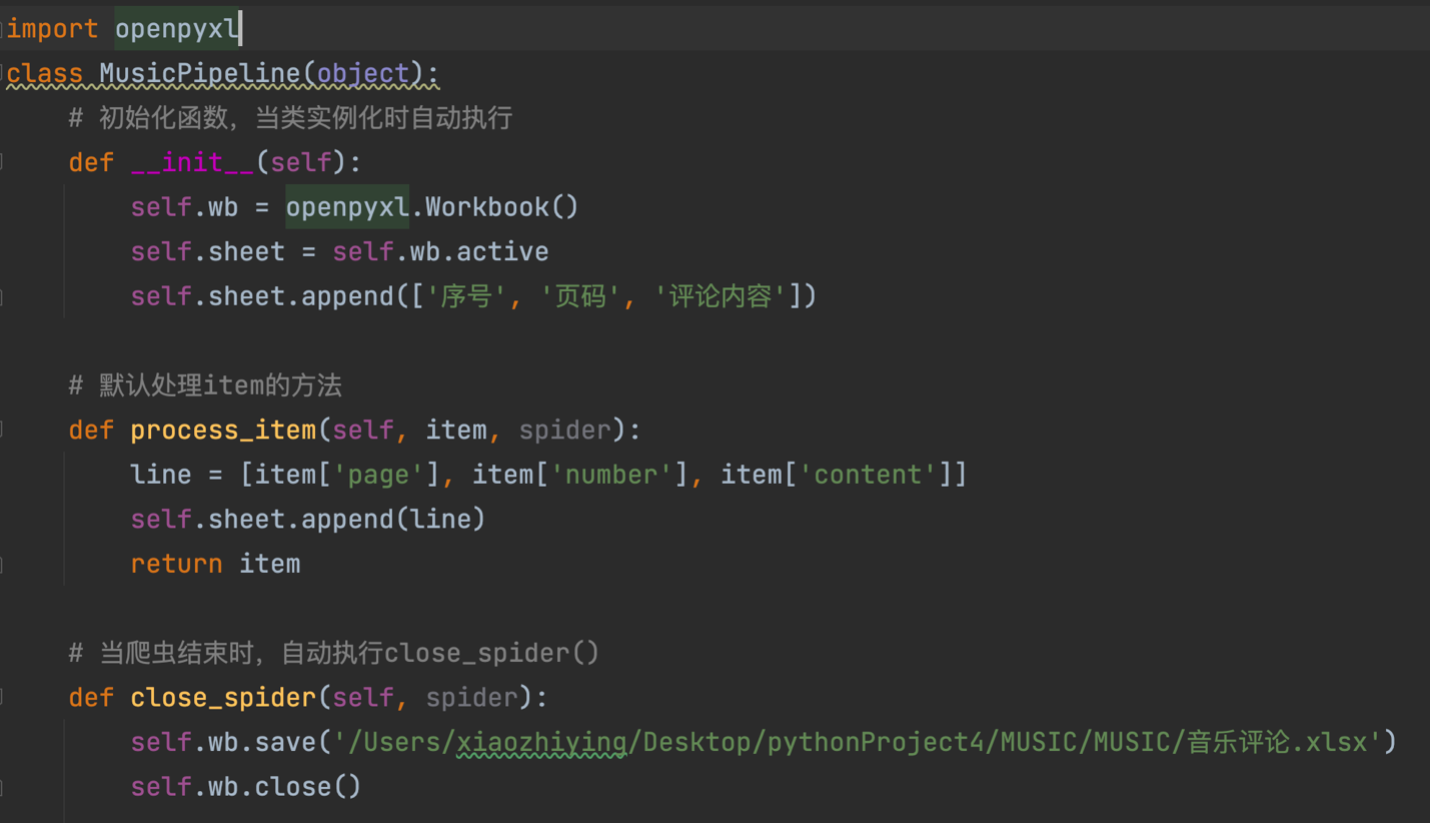 import openpyxl
class MusicPipeline(object):
    # 初始化函数，当类实例化时自动执行
    def __init__(self):
        self.wb = openpyxl.Workbook()
        self.sheet = self.wb.active
        self.sheet.append(['序号', '页码', '评论内容'])
    # 默认处理item的方法
    def process_item(self, item, spider):
        line = [item['page'], item['number'], item['content']]
        self.sheet.append(line)
        return item
    # 当爬虫结束时，自动执行close_spider()
    def close_spider(self, spider):
        self.wb.save('/Users/xiaozhiying/Desktop/pythonProject4/MUSIC/MUSIC/音乐评论.xlsx')
        self.wb.close()